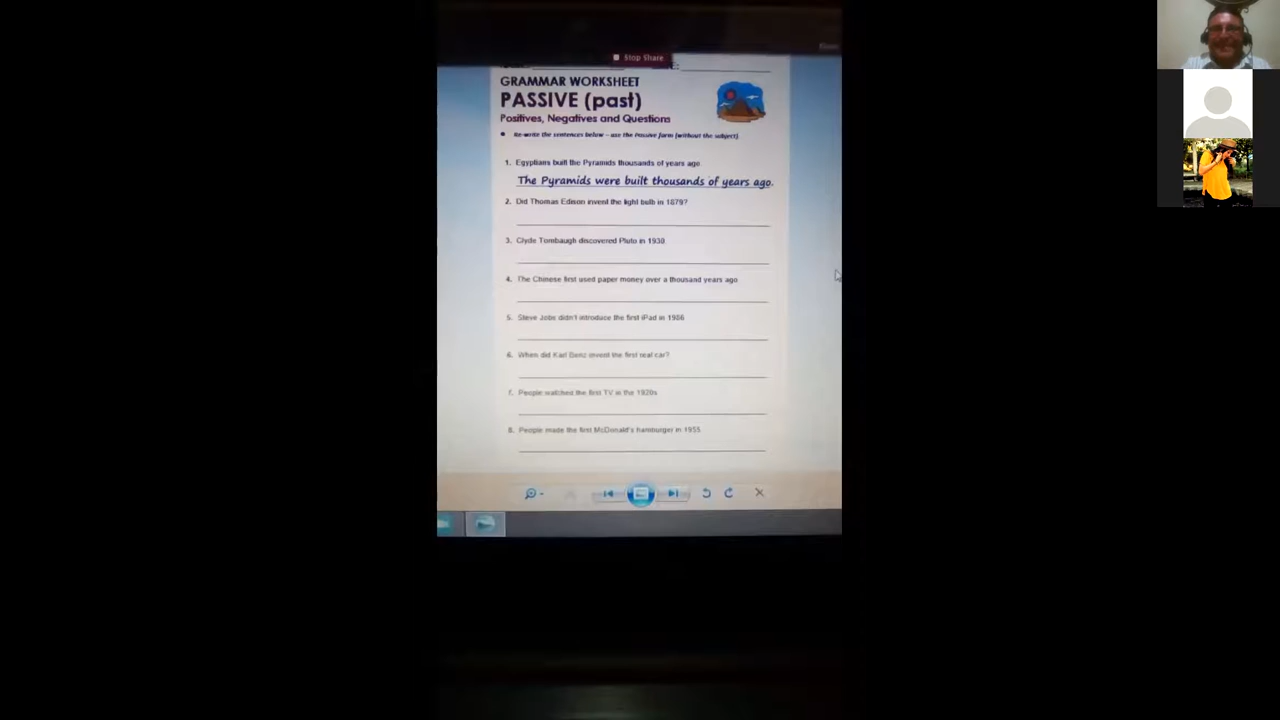 Stop Share
GRAMMAR WORKSHEET
PASSIVE (past)
Positives, Negatives and Questions
Re-write the sentences below – use the Passive form (without the subject)
1. Egyptians built the Pyramids thousands of years ago
The Pyramids were built thousands of years ago.
2. Did Thomas Edison invent the light bulb in 1879?
3. Clyde Tombaugh discovered Pluto in 1930
4. The Chinese first used paper money over a thousand years ago
5. Steve Jobs didn't introduce the first iPad in 1986
6. When did Karl Benz invent the first real car?
7. People watched the first TV in the 1920s
8. People made the first McDonald's hamburger in 1955